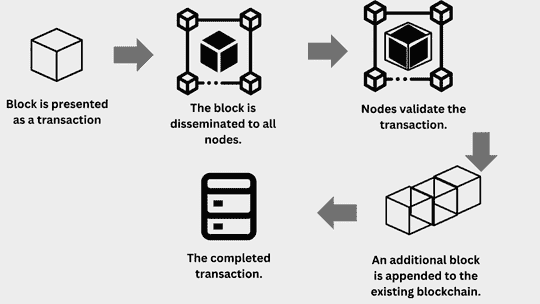 Block is presented
as a transaction
The block is
disseminated to all
nodes.
Nodes validate the
transaction.
An additional block
is appended to the
existing blockchain.
The completed
transaction.